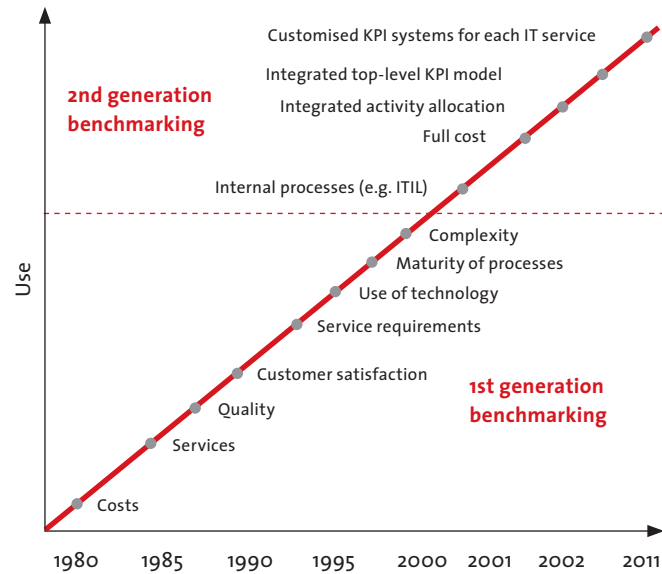 Customised KPI systems for each IT service
Integrated top-level KPI model
2nd generation
benchmarking
Integrated activity allocation
Full cost
Internal processes (e.g. ITIL)
Complexity
Maturity of processes
Use
Use of technology
Service requirements
Customer satisfaction
1st generation
benchmarking
Quality
Services
Costs
1980 1985 1990 1995 2000 2001 2002 2011